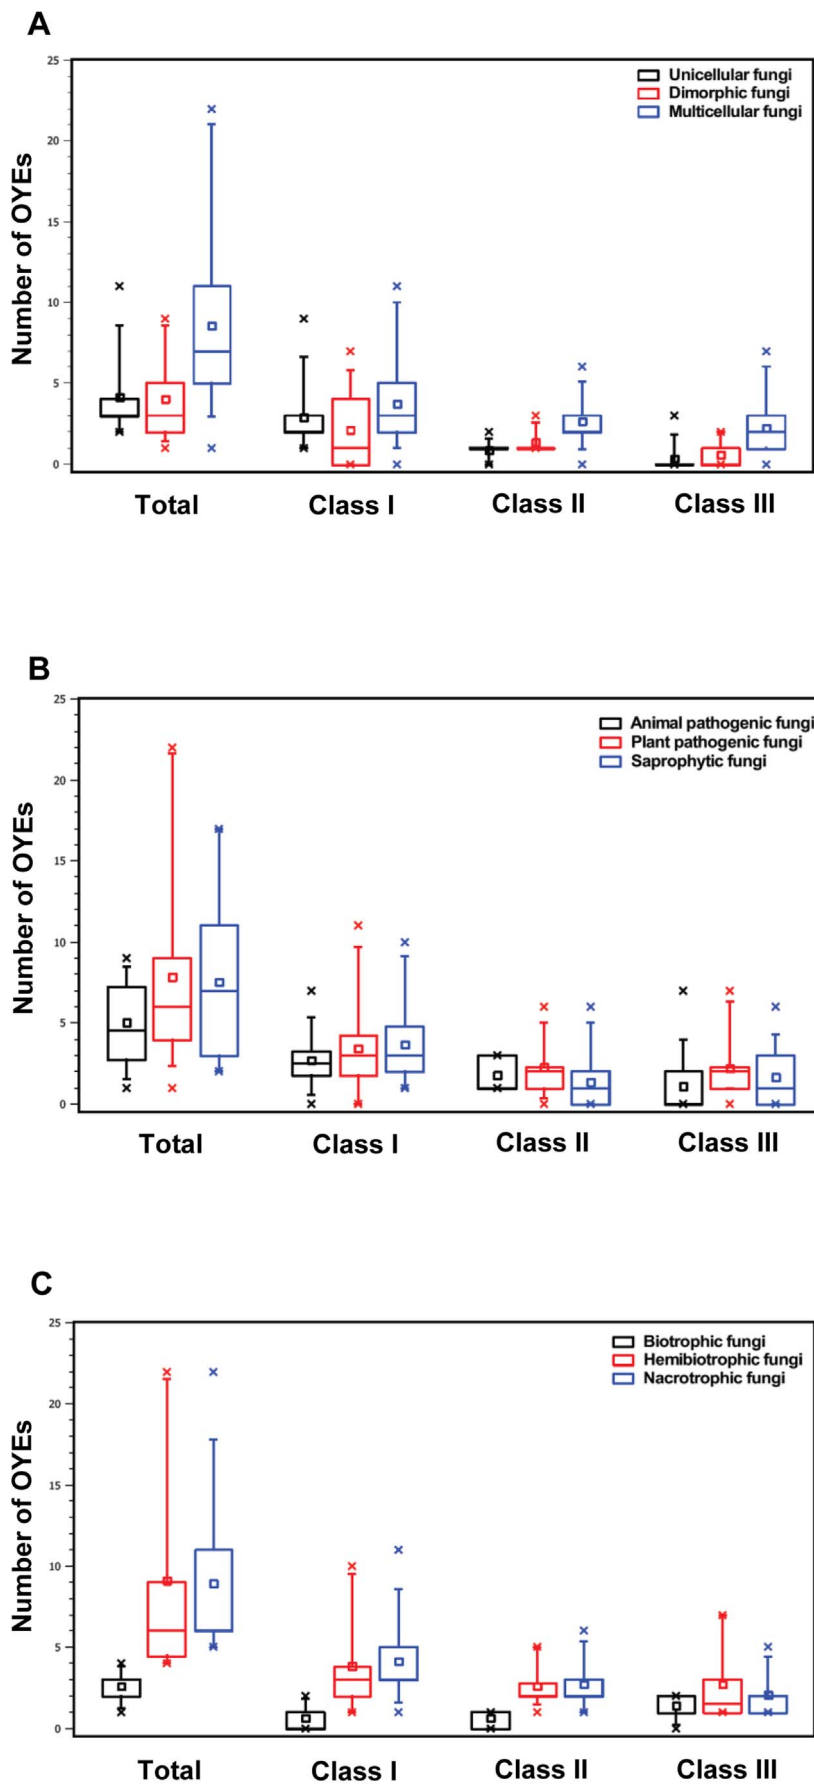 A
25
20
15
10
5
0
Number of OYEs
Unicellular fungi
Dimorphic fungi
Multicellular fungi
Total Class I Class II Class III
B
25
20
15
10
5
0
Number of OYEs
Animal pathogenic fungi
Plant pathogenic fungi
Saprophytic fungi
Total Class I Class II Class III
C
25
20
15
10
5
0
Number of OYEs
Biotrophic fungi
Hemibiotrophic fungi
Nacrotrophic fungi
Total Class I Class II Class III